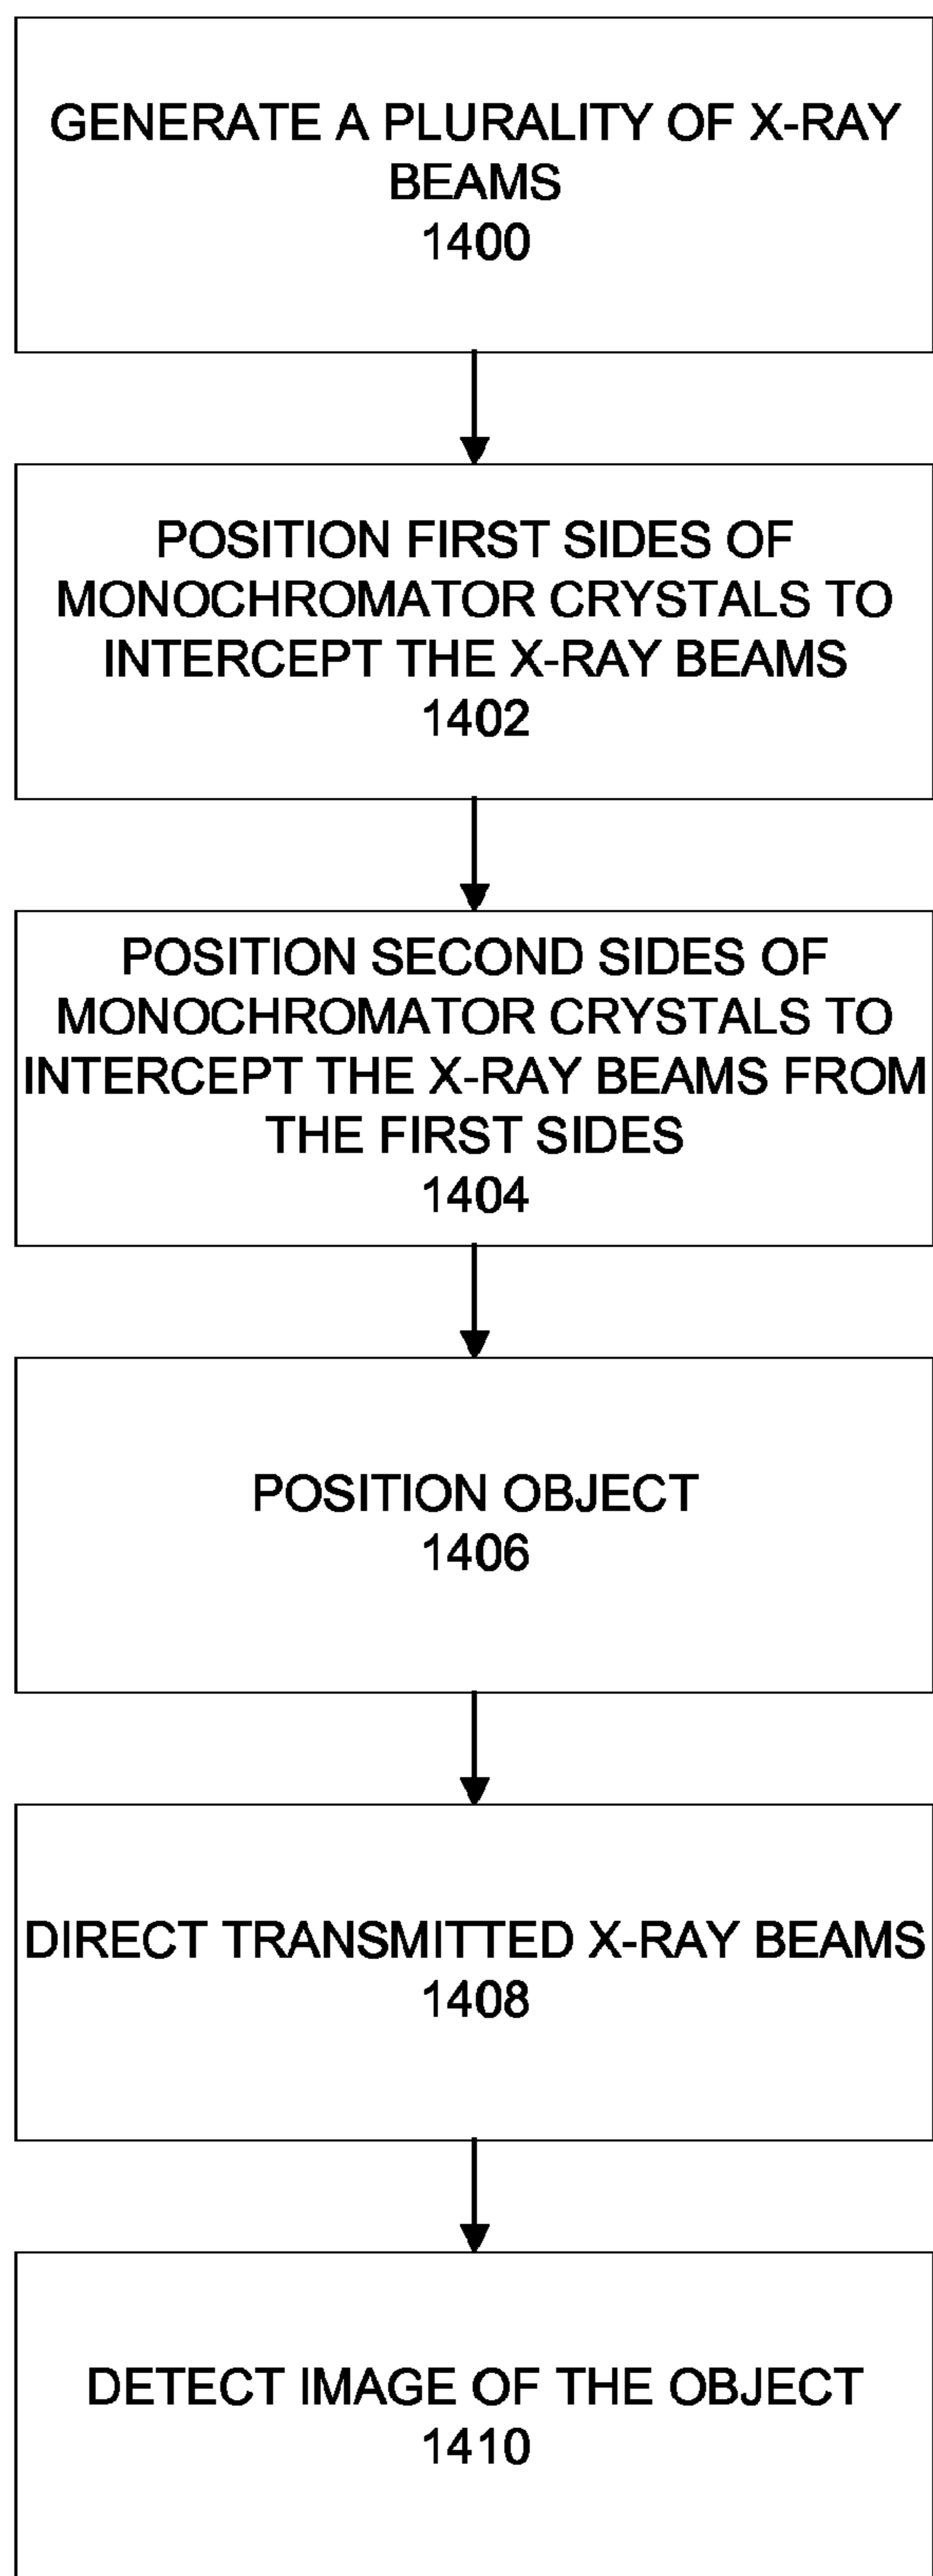 GENERATE A PLURALITY OF X-RAY
BEAMS
1400
POSITION FIRST SIDES OF
MONOCHROMATOR CRYSTALS TO
INTERCEPT THE X-RAY BEAMS
1402
POSITION SECOND SIDES OF
MONOCHROMATOR CRYSTALS TO
INTERCEPT THE X-RAY BEAMS FROM
THE FIRST SIDES
1404
POSITION OBJECT
1406
DIRECT TRANSMITTED X-RAY BEAMS
1408
DETECT IMAGE OF THE OBJECT
1410